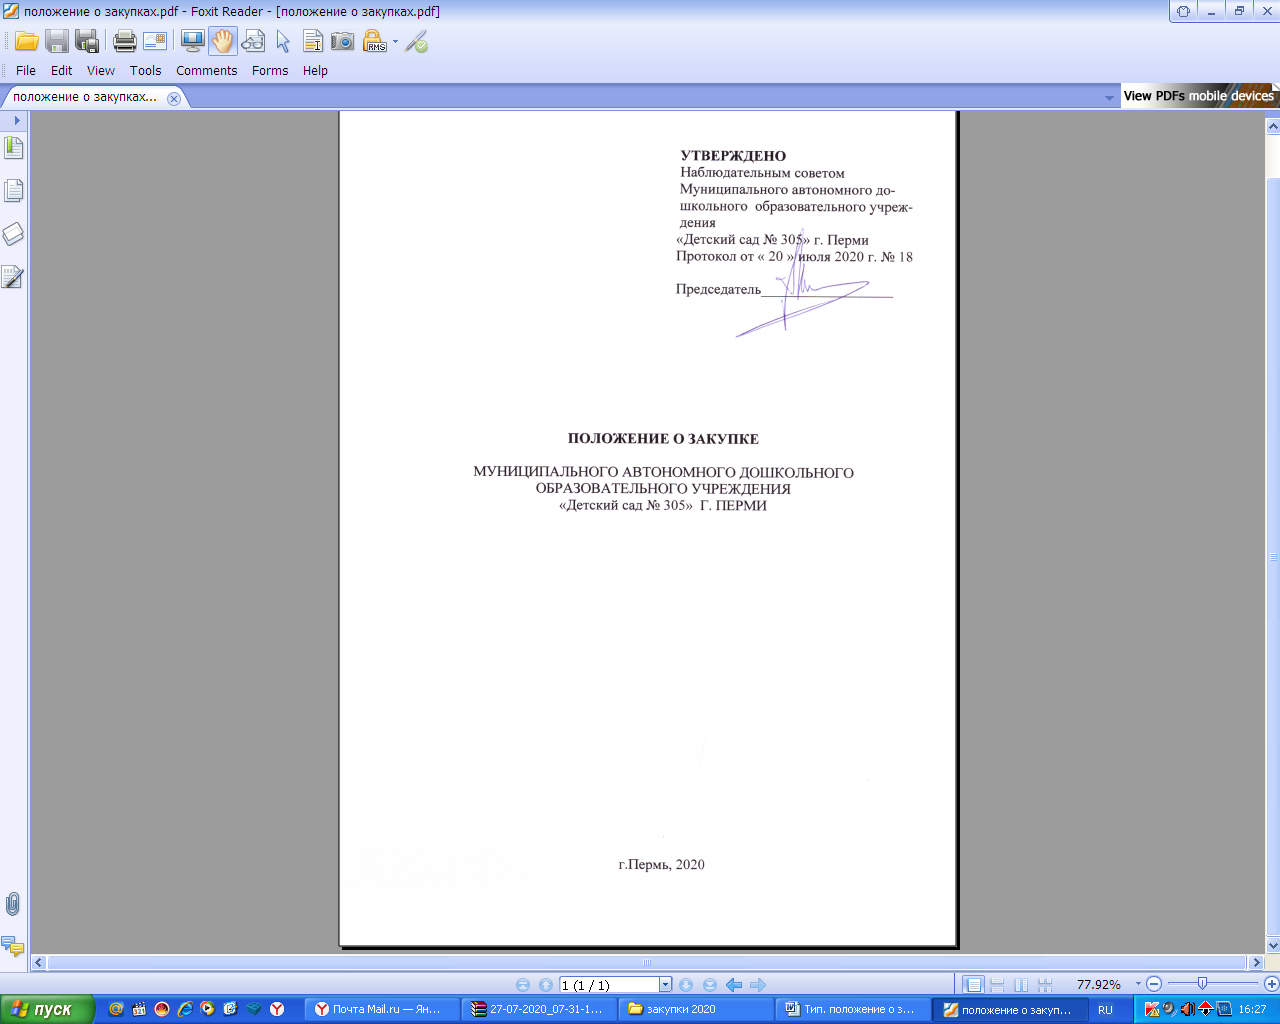 положение о закупках.pdf - Foxit Reader - [положение о закупках.pdf]
RMS
File Edit View Tools Comments Forms Help
положение о закупках...
View PDFs mobile devices
УТВЕРЖДЕНО
Наблюдательным советом
Муниципального автономного до-
школьного образовательного учреж-
дения
«Детский сад № 305» г. Перми
Протокол от « 20 » июля 2020 г. № 18
Председатель
ПОЛОЖЕНИЕ О ЗАКУПКЕ
МУНИЦИПАЛЬНОГО АВТОНОМНОГО ДОШКОЛЬНОГО
ОБРАЗОВАТЕЛЬНОГО УЧРЕЖДЕНИЯ
«Детский сад № 305» Г. ПЕРМИ
г.Пермь, 2020
1 (1 / 1)
77.92%
пуск
Почта Mail.ru — Ян...
27-07-2020_07-31-1...
закупки 2020
Тип. положение о з...
положение о закуп...
RU
16:27